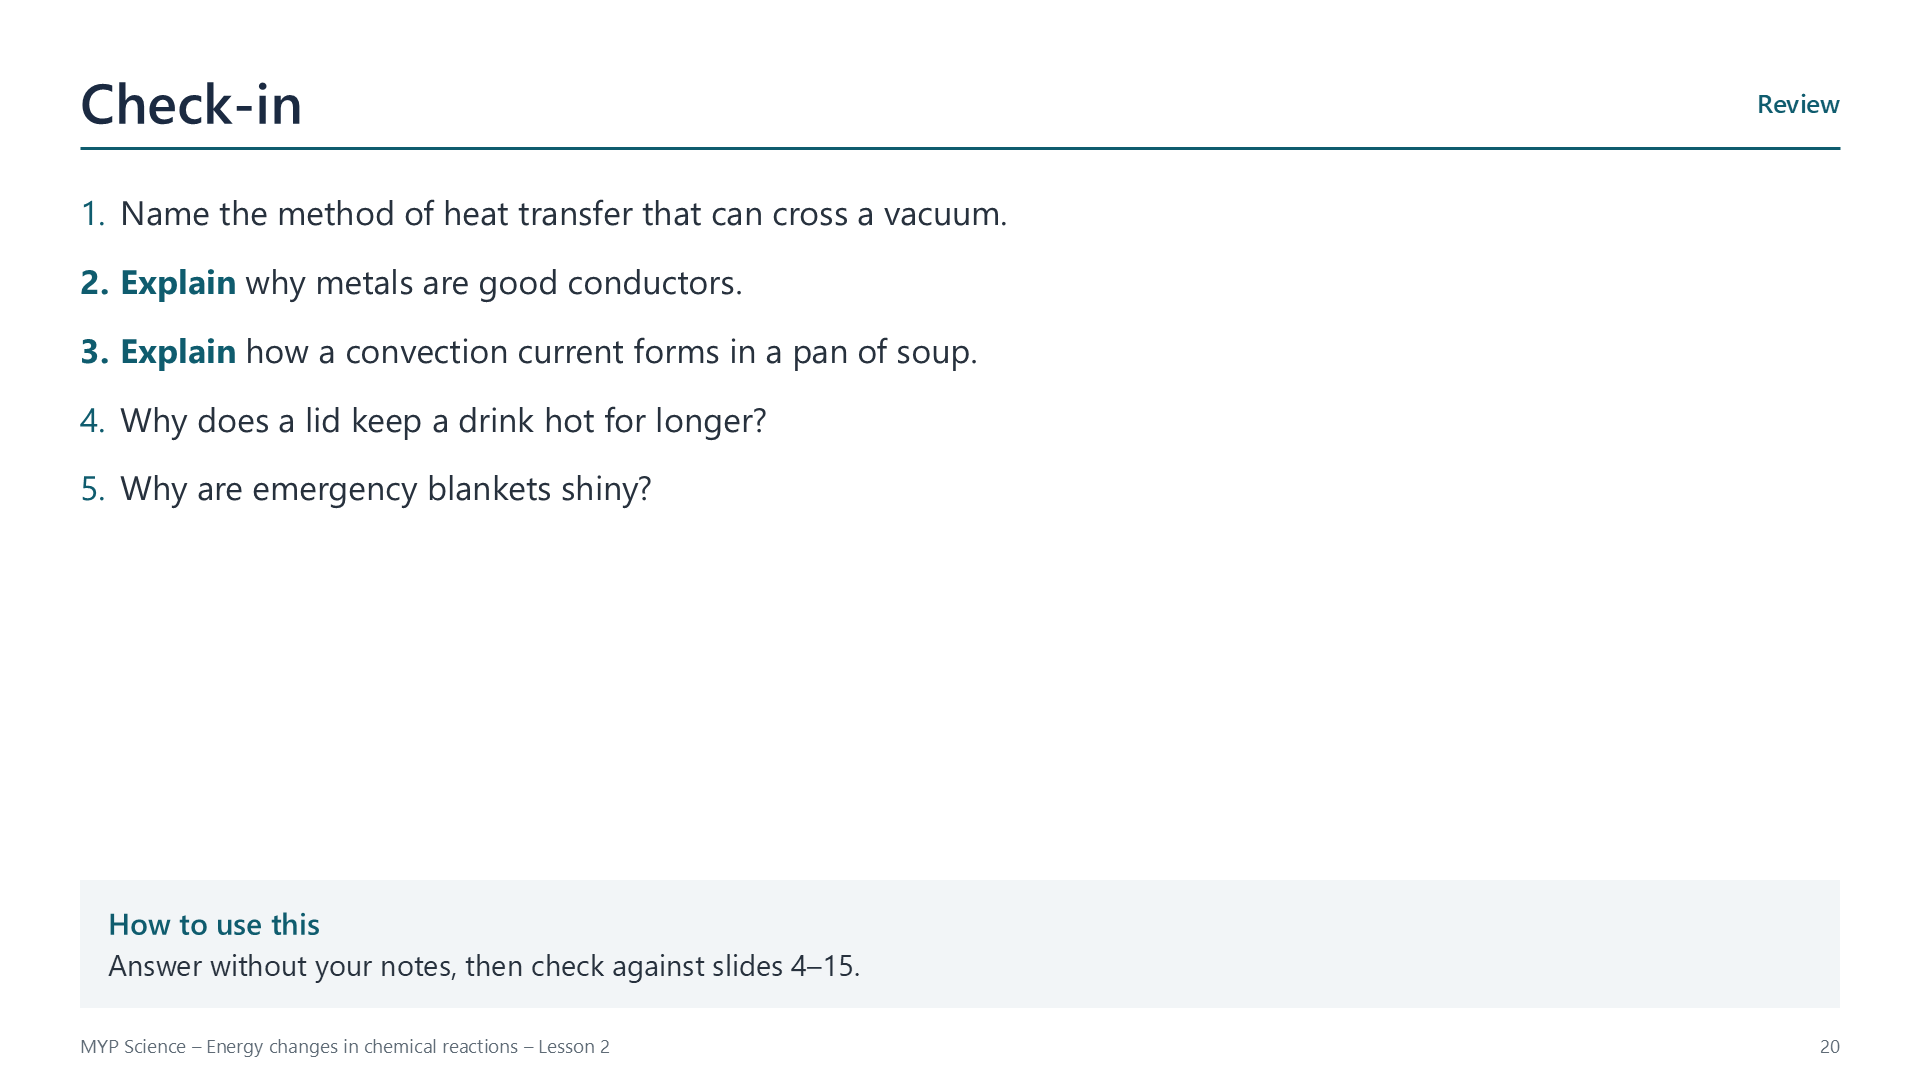 Check-in
Review
1. Name the method of heat transfer that can cross a vacuum.
2. Explain why metals are good conductors.
3. Explain how a convection current forms in a pan of soup.
4. Why does a lid keep a drink hot for longer?
5. Why are emergency blankets shiny?
How to use this
Answer without your notes, then check against slides 4–15.
MYP Science – Energy changes in chemical reactions – Lesson 2
20